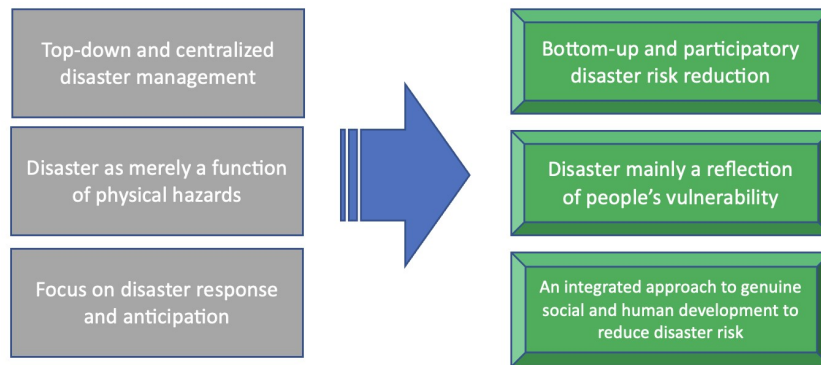 Top-down and centralized
disaster management
Bottom-up and participatory
disaster risk reduction
Disaster as merely a function
of physical hazards
Disaster mainly a reflection
of people’s vulnerability
Focus on disaster response
and anticipation
An integrated approach to genuine
social and human development to
reduce disaster risk